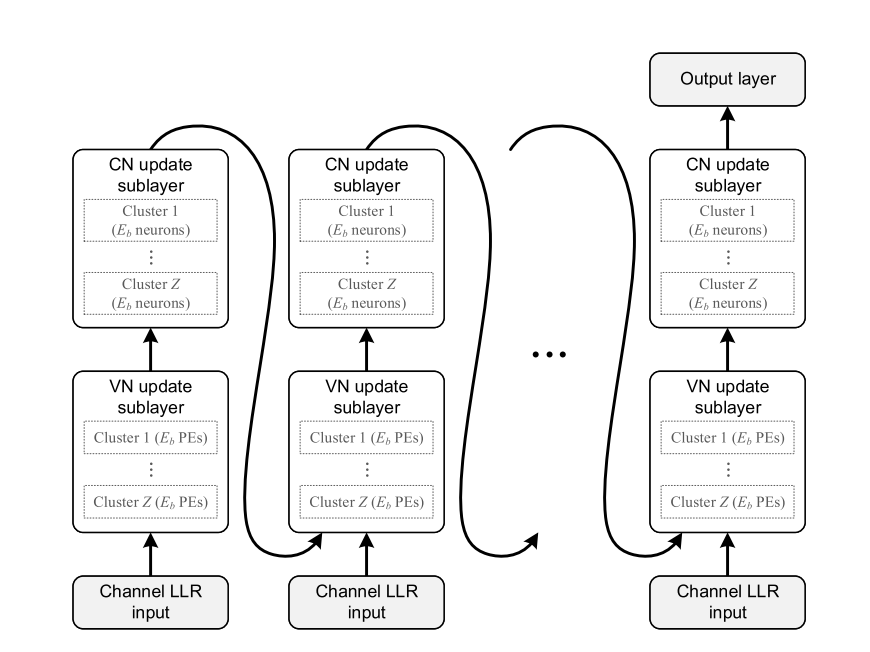 Output layer
CN update
sublayer
Cluster 1
(E_b neurons)
⋮
Cluster Z
(E_b neurons)
CN update
sublayer
Cluster 1
(E_b neurons)
⋮
Cluster Z
(E_b neurons)
CN update
sublayer
Cluster 1
(E_b neurons)
⋮
Cluster Z
(E_b neurons)
...
VN update
sublayer
Cluster 1 (E_b PEs)
⋮
Cluster Z (E_b PEs)
VN update
sublayer
Cluster 1 (E_b PEs)
⋮
Cluster Z (E_b PEs)
VN update
sublayer
Cluster 1 (E_b PEs)
⋮
Cluster Z (E_b PEs)
Channel LLR
input
Channel LLR
input
Channel LLR
input